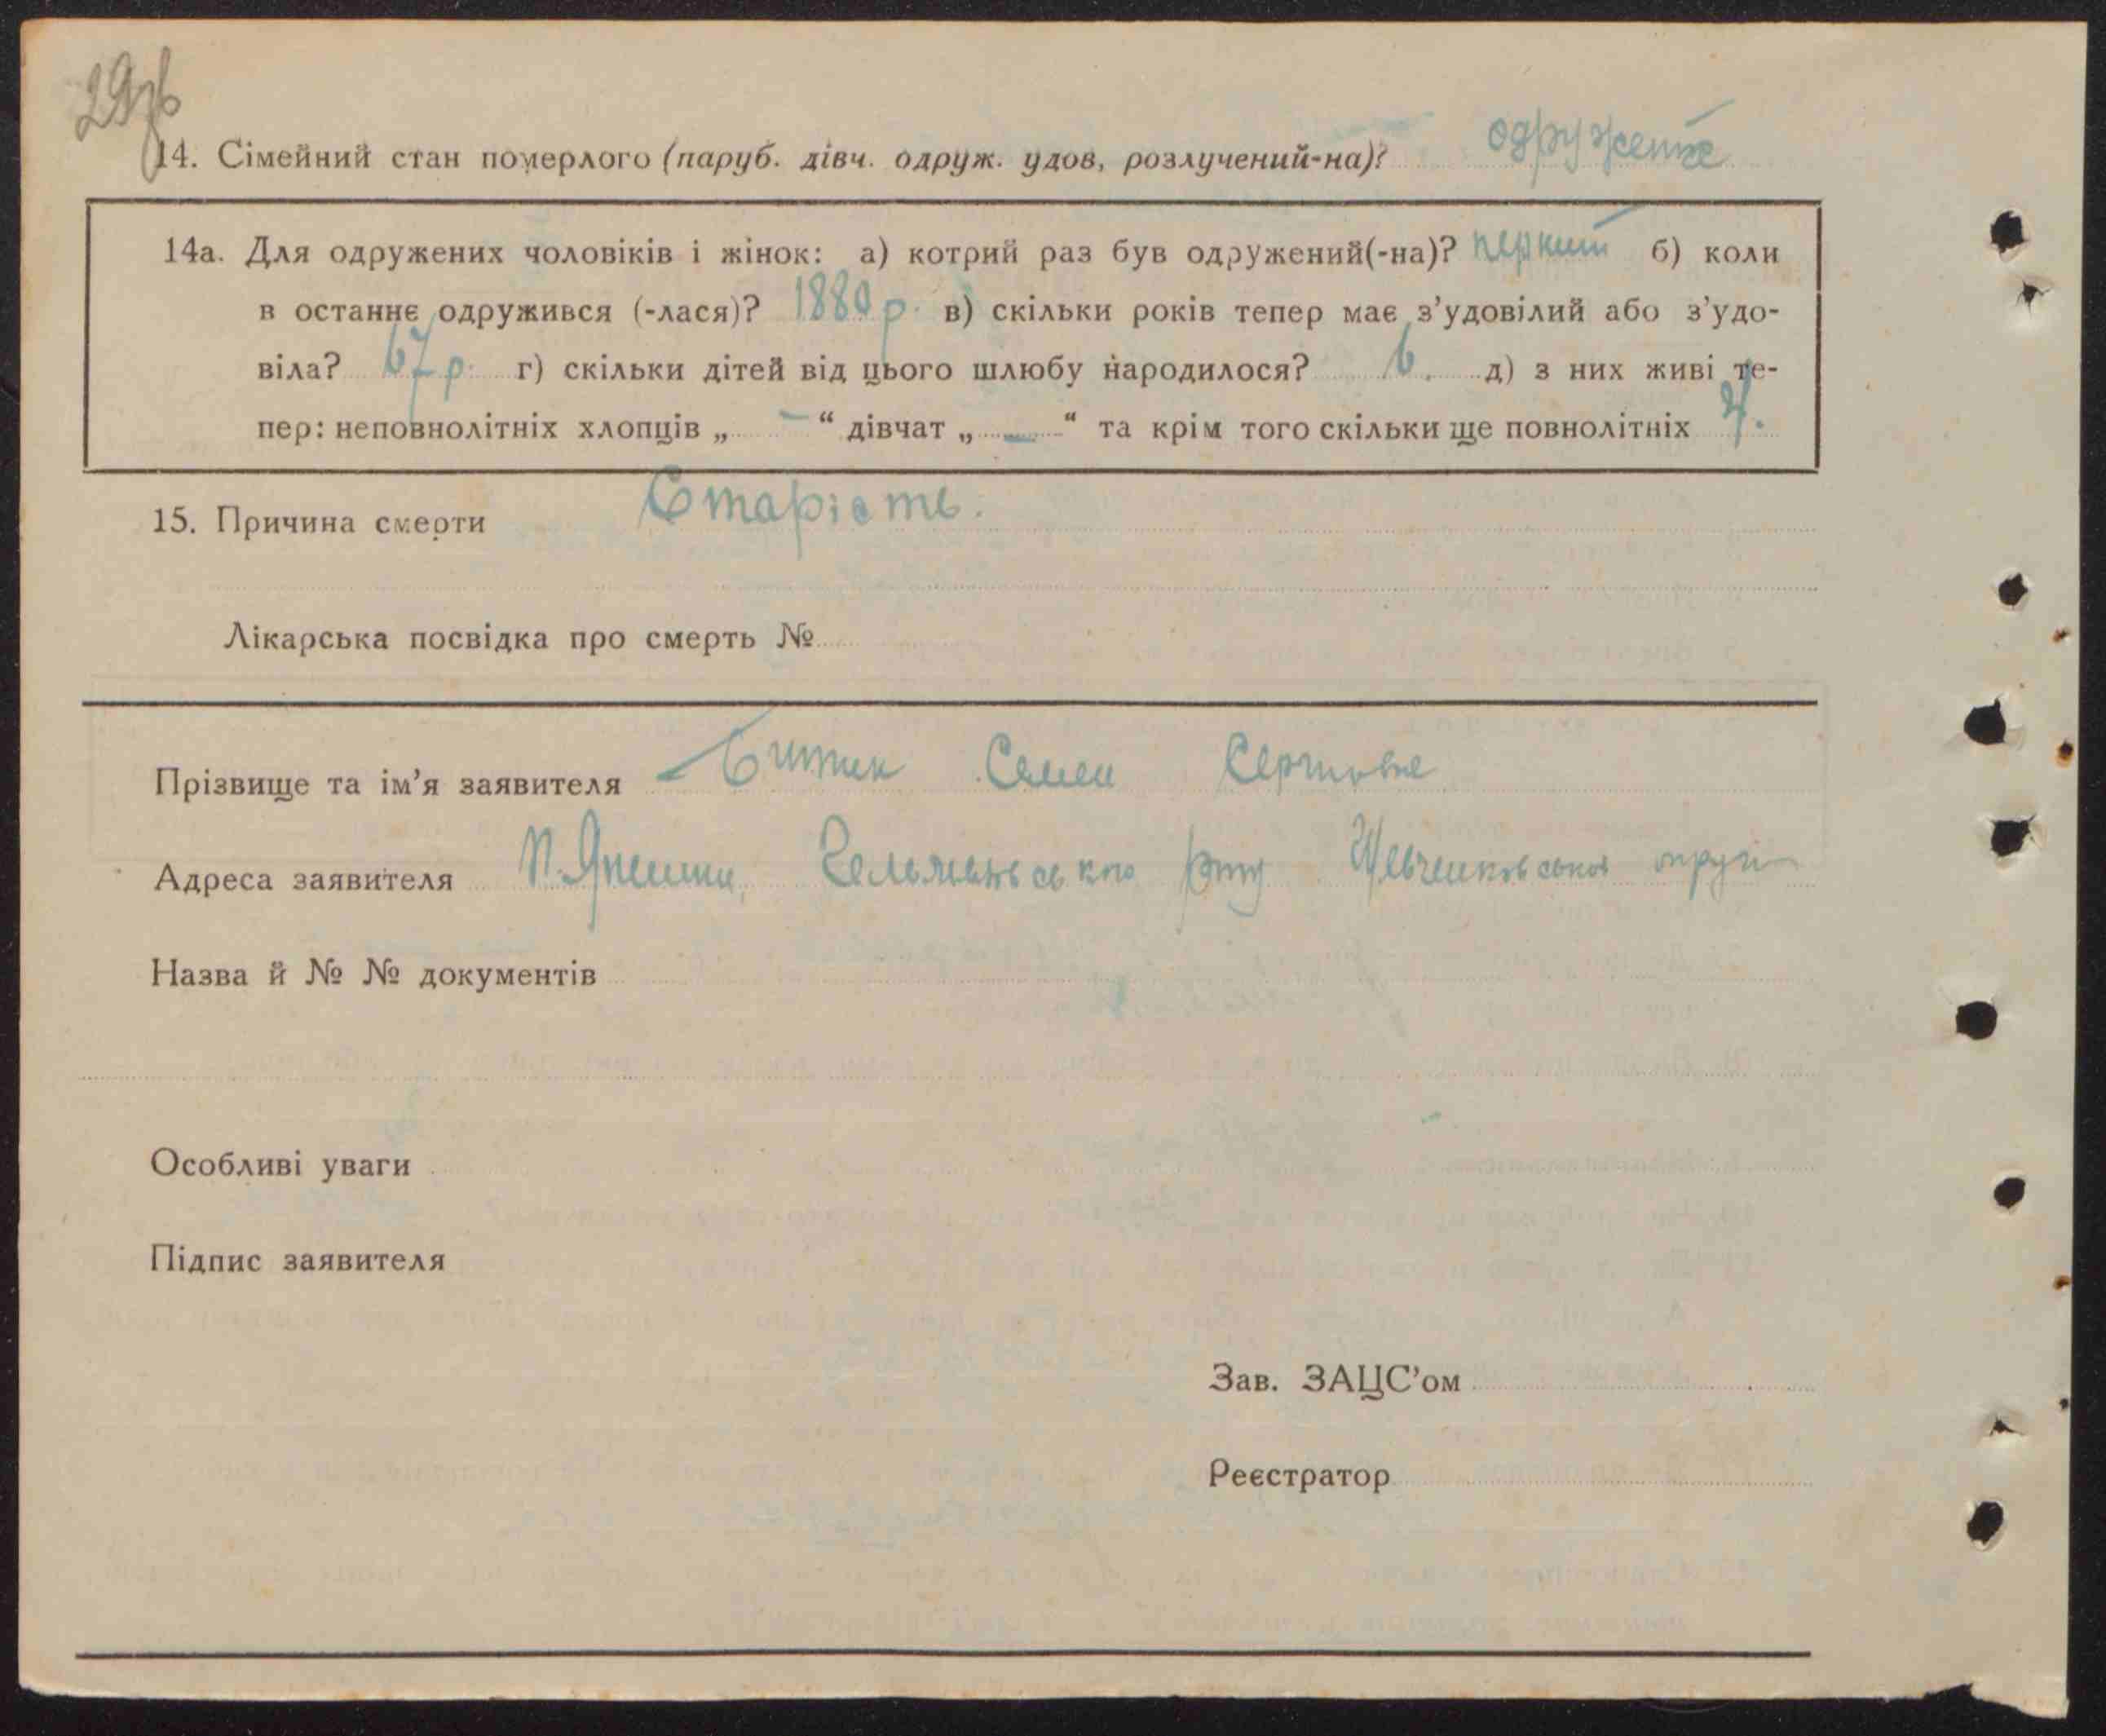 14. Сімейний стан померлого (паруб. дівч. одруж. удов, розлучений-на)?
14а. Для одружених чоловіків і жінок: а) котрий раз був одружений(-на)? перший б) коли
в останнє одружився (-лася)? 1880 р. в) скільки років тепер має з’удовілий або з’удо-
віла? 67 р. г) скільки дітей від цього шлюбу народилося? 6. д) з них живі те-
пер: неповнолітніх хлопців „ – “ дівчат „ — “ та крім того скільки ще повнолітніх 4.
15. Причина смерти Старість.
Лікарська посвідка про смерть №
Прізвище та ім’я заявителя Семен
Адреса заявителя Шевченковської округи
Назва й № № документів
Особливі уваги
Підпис заявителя
Зав. ЗАЦС’ом
Реєстратор